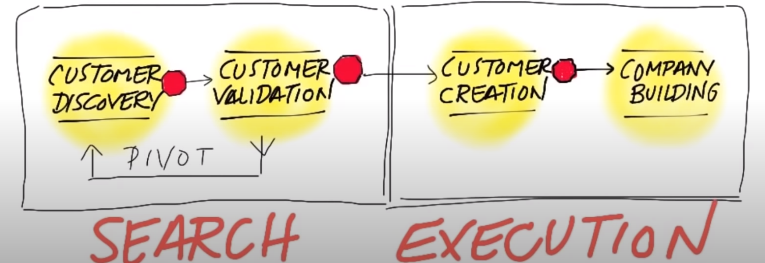 CUSTOMER
DISCOVERY
CUSTOMER
VALIDATION
CUSTOMER
CREATION
COMPANY
BUILDING
PIVOT
SEARCH
EXECUTION